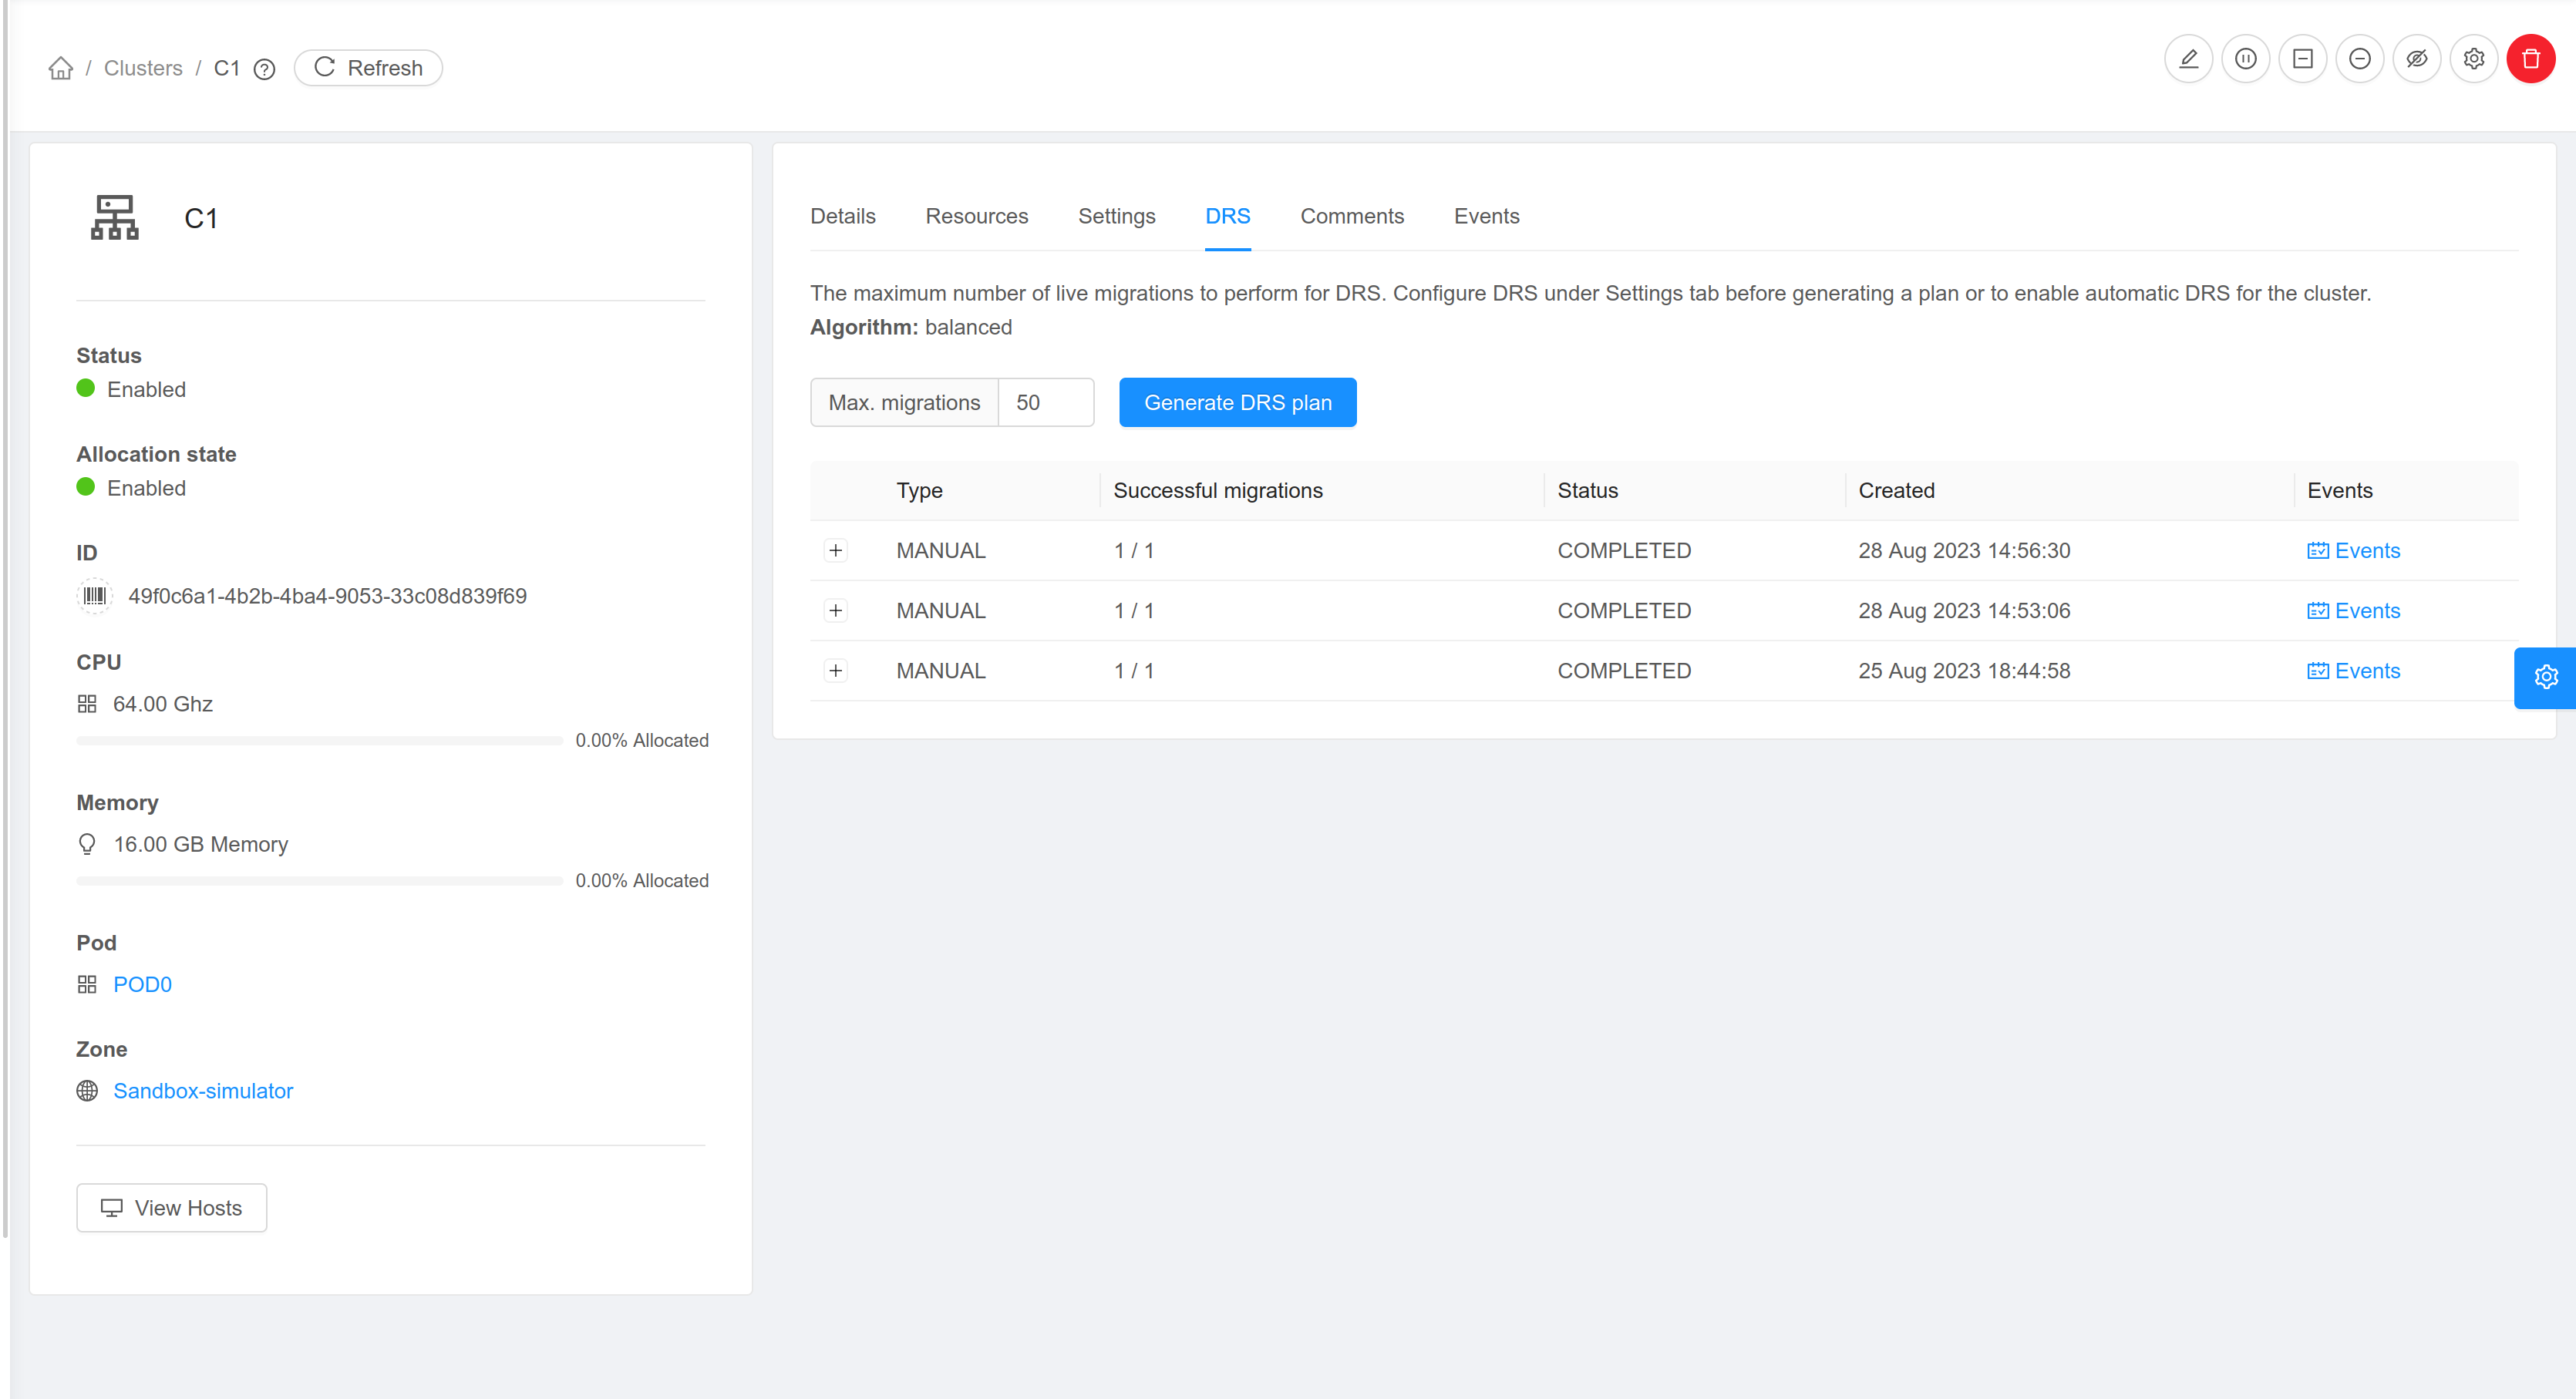 / Clusters / C1 Refresh
C1
Status
Enabled
Allocation state
Enabled
ID
49f0c6a1-4b2b-4ba4-9053-33c08d839f69
CPU
64.00 Ghz
0.00% Allocated
Memory
16.00 GB Memory
0.00% Allocated
Pod
POD0
Zone
Sandbox-simulator
View Hosts
Details Resources Settings DRS Comments Events
The maximum number of live migrations to perform for DRS. Configure DRS under Settings tab before generating a plan or to enable automatic DRS for the cluster.
Algorithm: balanced
Max. migrations 50 Generate DRS plan
Type Successful migrations Status Created Events
MANUAL 1 / 1 COMPLETED 28 Aug 2023 14:56:30 Events
MANUAL 1 / 1 COMPLETED 28 Aug 2023 14:53:06 Events
MANUAL 1 / 1 COMPLETED 25 Aug 2023 18:44:58 Events